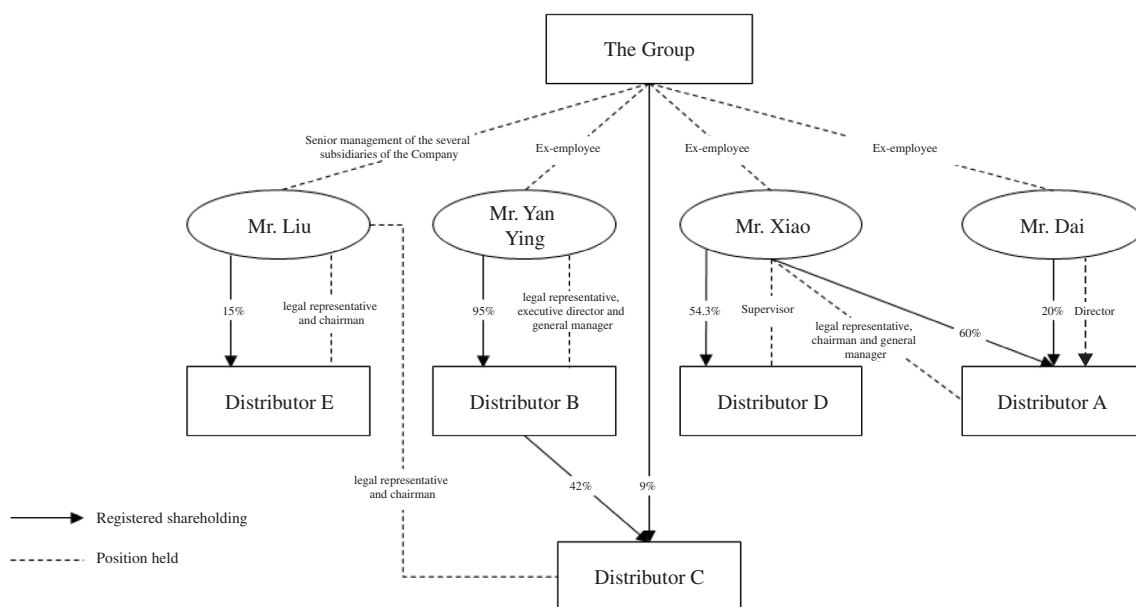 The Group
Senior management of the several
subsidiaries of the Company
Ex-employee
Ex-employee
Ex-employee
Mr. Liu
Mr. Yan
Ying
Mr. Xiao
Mr. Dai
15%
legal representative
and chairman
95%
legal representative,
executive director and
general manager
54.3%
Supervisor
legal representative,
chairman and general
manager
60%
20%
Director
Distributor E
Distributor B
Distributor D
Distributor A
legal representative
and chairman
42%
9%
Registered shareholding
Position held
Distributor C